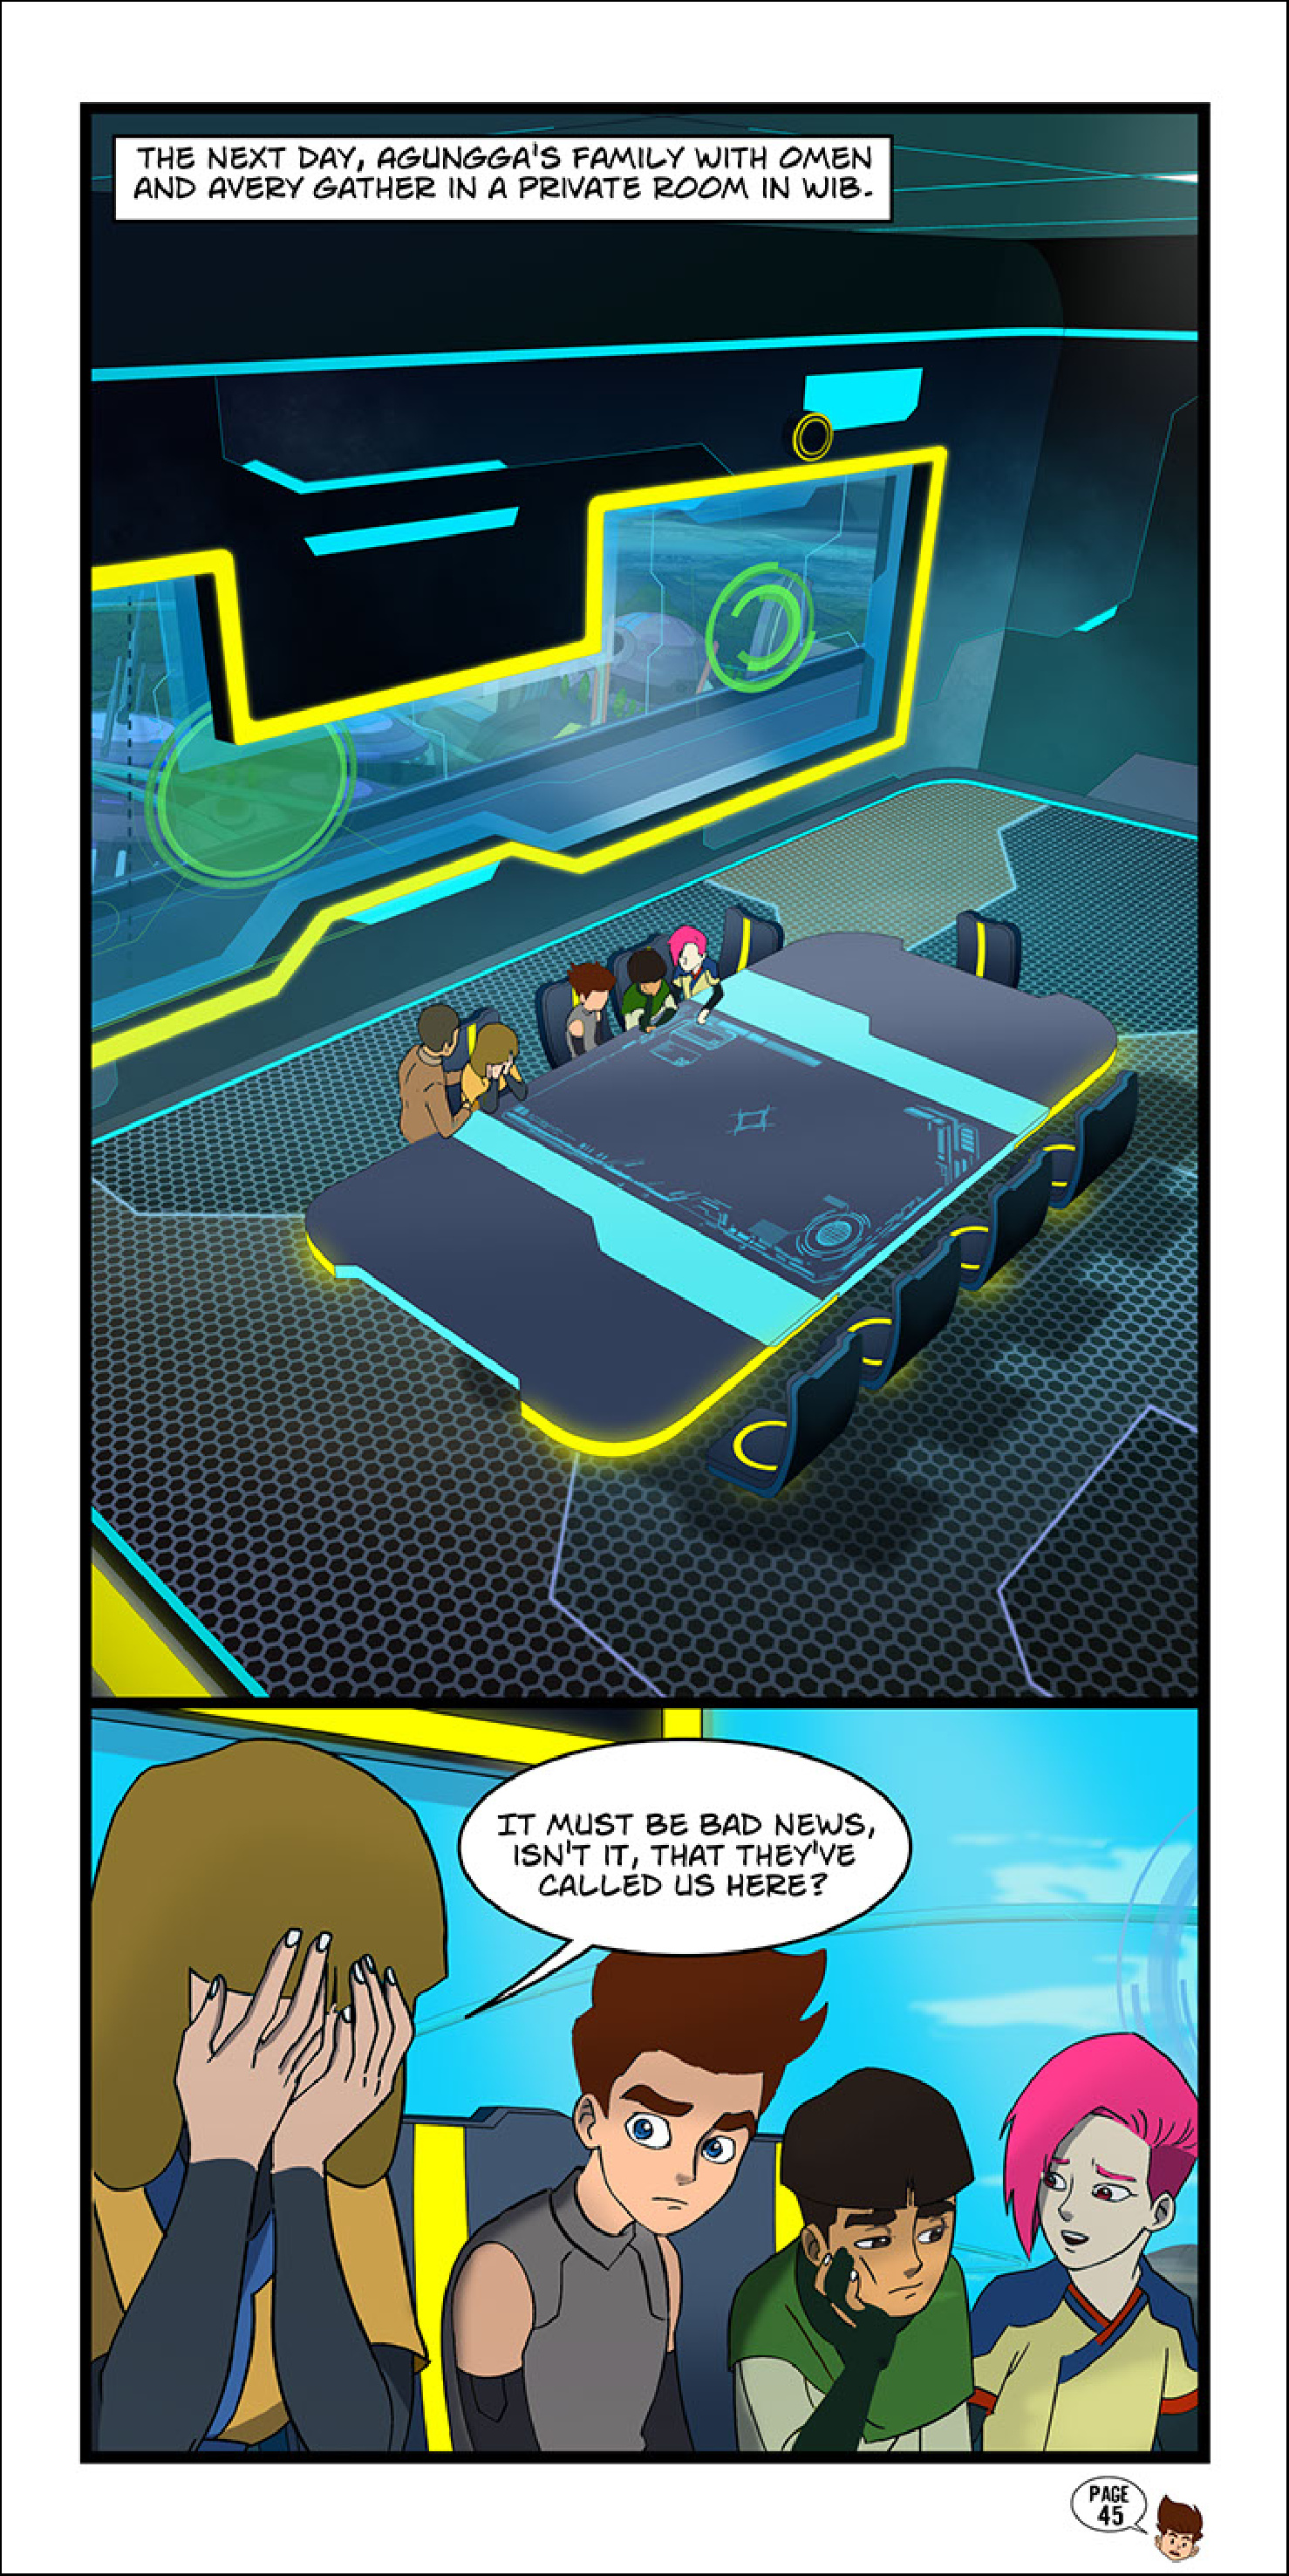 THE NEXT DAY, AGUNGGA'S FAMILY WITH OMEN
AND AVERY GATHER IN A PRIVATE ROOM IN WIB.
IT MUST BE BAD NEWS,
ISN'T IT, THAT THEY'VE
CALLED US HERE?
PAGE
45